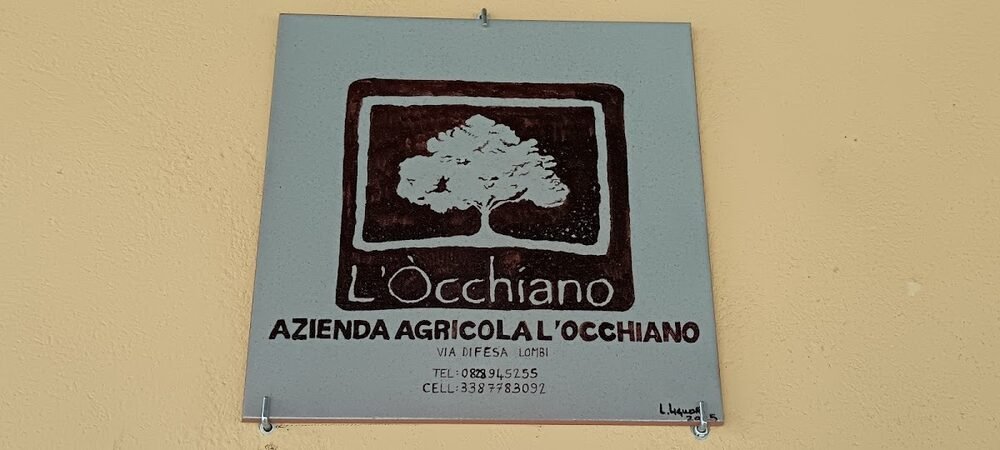 L'Òcchiano
AZIENDA AGRICOLA L'OCCHIANO
VIA DIFESA LOMBI
TEL: 0828945255
CELL: 3387783092